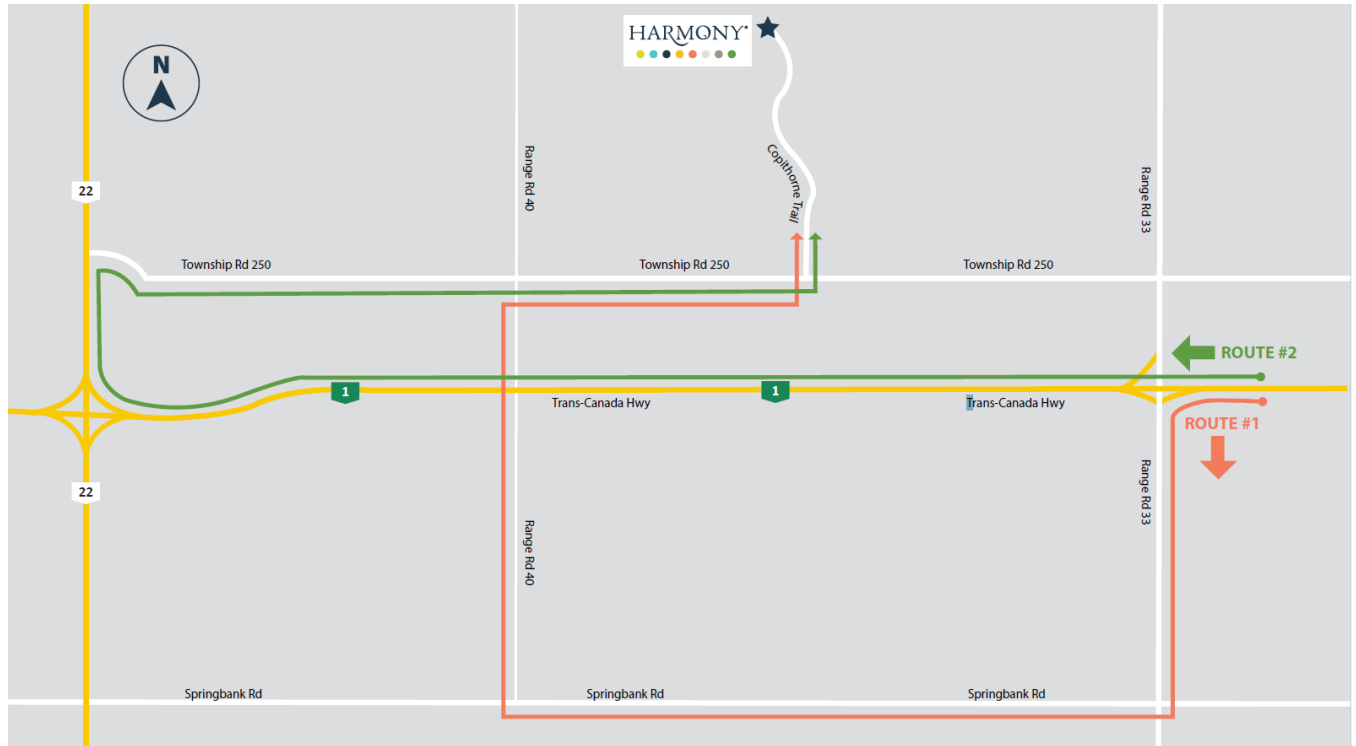 HARMONY
N
Range Rd 40
Copithorne Trail
Range Rd 33
22
Township Rd 250
Township Rd 250
Township Rd 250
ROUTE #2
1
1
Trans-Canada Hwy
Trans-Canada Hwy
ROUTE #1
22
Range Rd 40
Range Rd 33
Springbank Rd
Springbank Rd
Springbank Rd